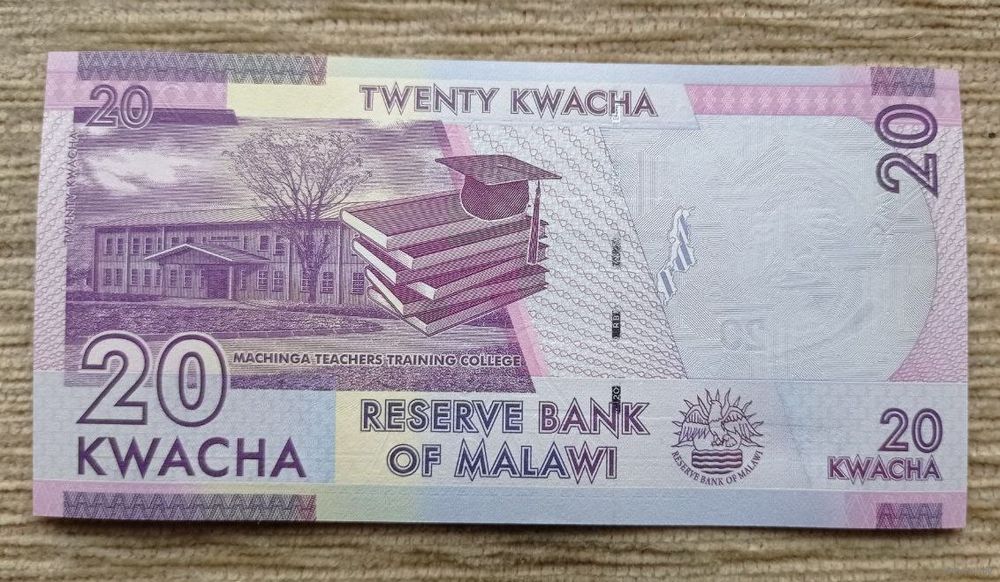 20
TWENTY KWACHA
20
TWENTY KWACHA
MACHINGA TEACHERS TRAINING COLLEGE
20
KWACHA
RESERVE BANK
OF MALAWI
RESERVE BANK OF MALAWI
20
KWACHA